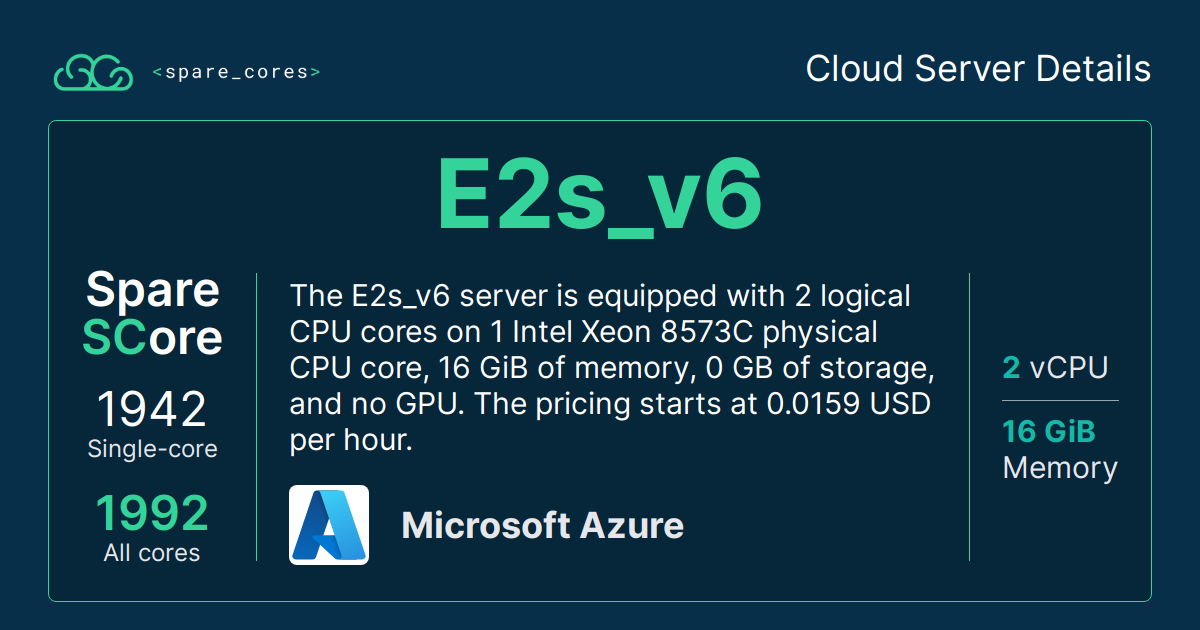 <spare_cores>
Cloud Server Details
E2s_v6
Spare
SCore
1942
Single-core
1992
All cores
The E2s_v6 server is equipped with 2 logical
CPU cores on 1 Intel Xeon 8573C physical
CPU core, 16 GiB of memory, 0 GB of storage,
and no GPU. The pricing starts at 0.0159 USD
per hour.
Microsoft Azure
2 vCPU
16 GiB
Memory